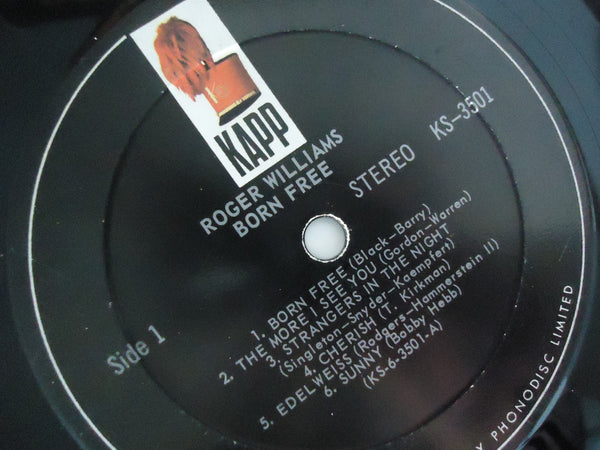 KAPP
ROGER WILLIAMS
BORN FREE
STEREO
KS-3501
Side 1
1. BORN FREE (Black-Barry)
2. THE MORE I SEE YOU (Gordon-Warren)
3. STRANGERS IN THE NIGHT
(Singleton-Snyder-Kaempfert)
4. CHERISH (T. Kirkman)
5. EDELWEISS (Rodgers-Hammerstein II)
6. SUNNY (Bobby Hebb)
(KS-6-3501-A)
Y PHONODISC LIMITED